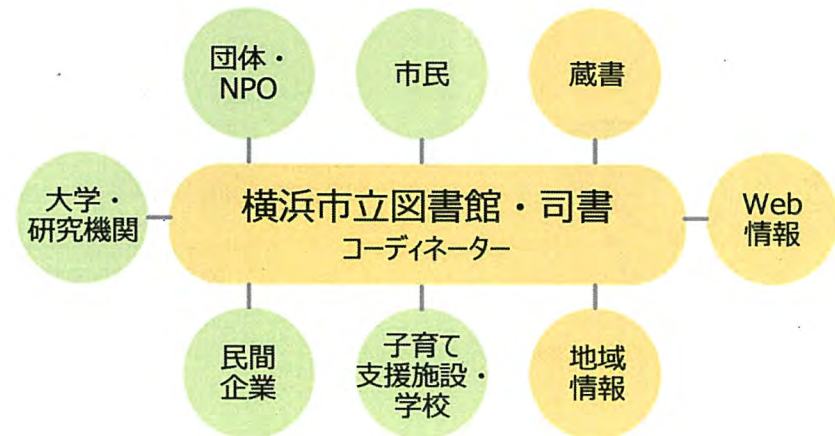 団体・
NPO
市民
蔵書
大学・
研究機関
横浜市立図書館・司書
コーディネーター
Web
情報
民間
企業
子育て
支援施設・
学校
地域
情報